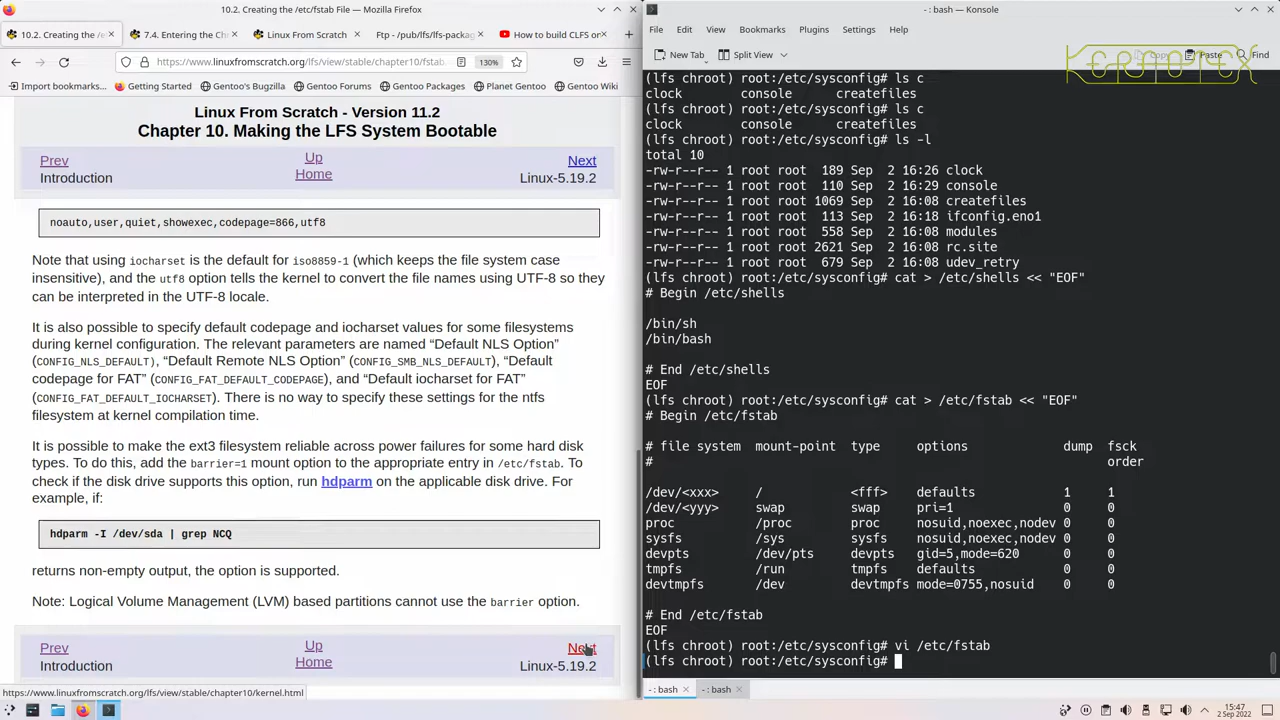 10.2. Creating the /etc/fstab File — Mozilla Firefox
10.2. Creating the /e
7.4. Entering the Ch
Linux From Scratch
Ftp - /pub/lfs/lfs-packag
How to build CLFS on
https://www.linuxfromscratch.org/lfs/view/stable/chapter10/fstab.
130%
Import bookmarks...
Getting Started
Gentoo's Bugzilla
Gentoo Forums
Gentoo Packages
Planet Gentoo
Gentoo Wiki
Linux From Scratch - Version 11.2
Chapter 10. Making the LFS System Bootable
Prev Up Next
Introduction Home Linux-5.19.2
noauto,user,quiet,showexec,codepage=866,utf8
Note that using iocharset is the default for iso8859-1 (which keeps the file system case
insensitive), and the utf8 option tells the kernel to convert the file names using UTF-8 so they
can be interpreted in the UTF-8 locale.
It is also possible to specify default codepage and iocharset values for some filesystems
during kernel configuration. The relevant parameters are named “Default NLS Option”
(CONFIG_NLS_DEFAULT), “Default Remote NLS Option” (CONFIG_SMB_NLS_DEFAULT), “Default
codepage for FAT” (CONFIG_FAT_DEFAULT_CODEPAGE), and “Default iocharset for FAT”
(CONFIG_FAT_DEFAULT_IOCHARSET). There is no way to specify these settings for the ntfs
filesystem at kernel compilation time.
It is possible to make the ext3 filesystem reliable across power failures for some hard disk
types. To do this, add the barrier=1 mount option to the appropriate entry in /etc/fstab. To
check if the disk drive supports this option, run hdparm on the applicable disk drive. For
example, if:
hdparm -I /dev/sda | grep NCQ
returns non-empty output, the option is supported.
Note: Logical Volume Management (LVM) based partitions cannot use the barrier option.
Prev Up Next
Introduction Home Linux-5.19.2
https://www.linuxfromscratch.org/lfs/view/stable/chapter10/kernel.html
- : bash — Konsole
File Edit View Bookmarks Plugins Settings Help
New Tab Split View Copy Paste Find
KERNOPLEX
(lfs chroot) root:/etc/sysconfig# ls c
clock console createfiles
(lfs chroot) root:/etc/sysconfig# ls c
clock console createfiles
(lfs chroot) root:/etc/sysconfig# ls -l
total 10
-rw-r--r-- 1 root root 189 Sep 2 16:26 clock
-rw-r--r-- 1 root root 110 Sep 2 16:29 console
-rw-r--r-- 1 root root 1069 Sep 2 16:08 createfiles
-rw-r--r-- 1 root root 113 Sep 2 16:18 ifconfig.eno1
-rw-r--r-- 1 root root 558 Sep 2 16:08 modules
-rw-r--r-- 1 root root 2621 Sep 2 16:08 rc.site
-rw-r--r-- 1 root root 679 Sep 2 16:08 udev_retry
(lfs chroot) root:/etc/sysconfig# cat > /etc/shells << "EOF"
# Begin /etc/shells
/bin/sh
/bin/bash
# End /etc/shells
EOF
(lfs chroot) root:/etc/sysconfig# cat > /etc/fstab << "EOF"
# Begin /etc/fstab
# file system mount-point type options dump fsck
# order
/dev/<xxx> / <fff> defaults 1 1
/dev/<yyy> swap swap pri=1 0 0
proc /proc proc nosuid,noexec,nodev 0 0
sysfs /sys sysfs nosuid,noexec,nodev 0 0
devpts /dev/pts devpts gid=5,mode=620 0 0
tmpfs /run tmpfs defaults 0 0
devtmpfs /dev devtmpfs mode=0755,nosuid 0 0
# End /etc/fstab
EOF
(lfs chroot) root:/etc/sysconfig# vi /etc/fstab
(lfs chroot) root:/etc/sysconfig#
- : bash
- : bash
15:47
2 Sep 2022